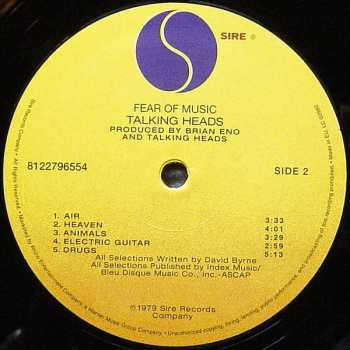 SIRE ®
FEAR OF MUSIC
TALKING HEADS
PRODUCED BY BRIAN ENO
AND TALKING HEADS
8122796554
SIDE 2
1. AIR 3:33
2. HEAVEN 4:01
3. ANIMALS 3:29
4. ELECTRIC GUITAR 2:59
5. DRUGS 5:13
All Selections Written by David Byrne
All Selections Published by Index Music/
Bleu Disque Music Co., Inc.-ASCAP
℗1979 Sire Records
Company